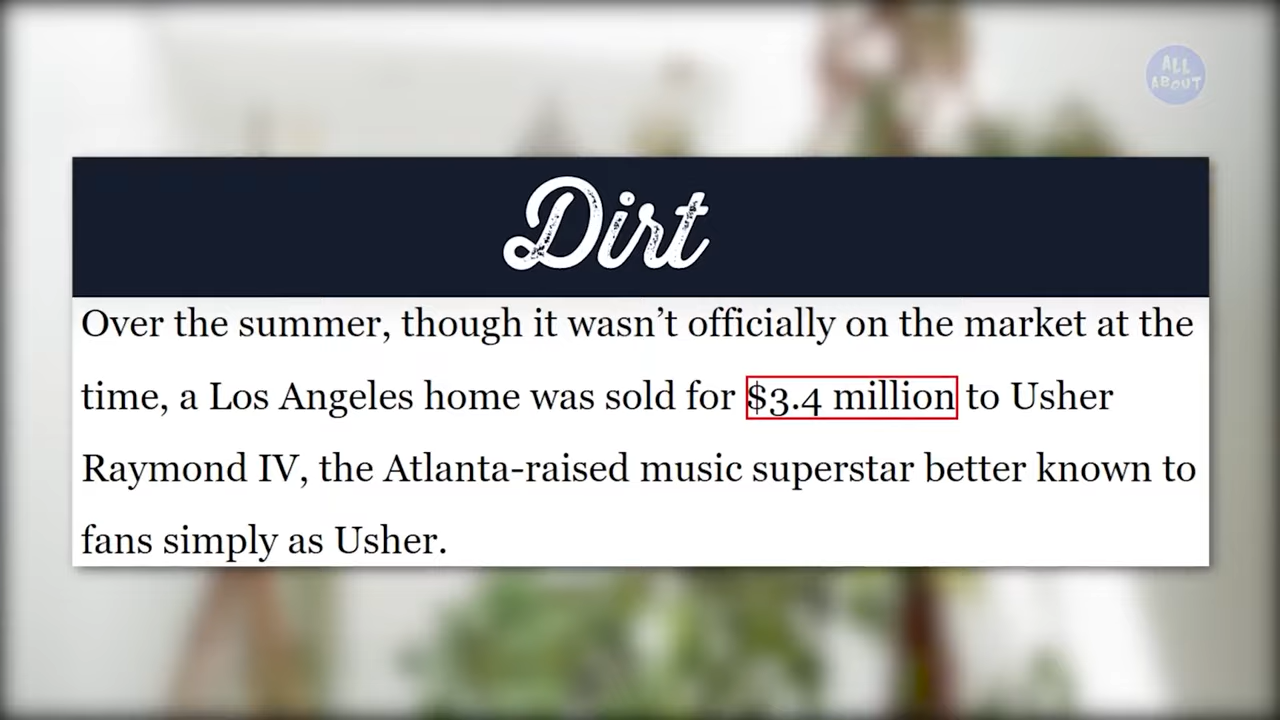 ALL
ABOUT
Dirt
Over the summer, though it wasn’t officially on the market at the
time, a Los Angeles home was sold for $3.4 million to Usher
Raymond IV, the Atlanta-raised music superstar better known to
fans simply as Usher.